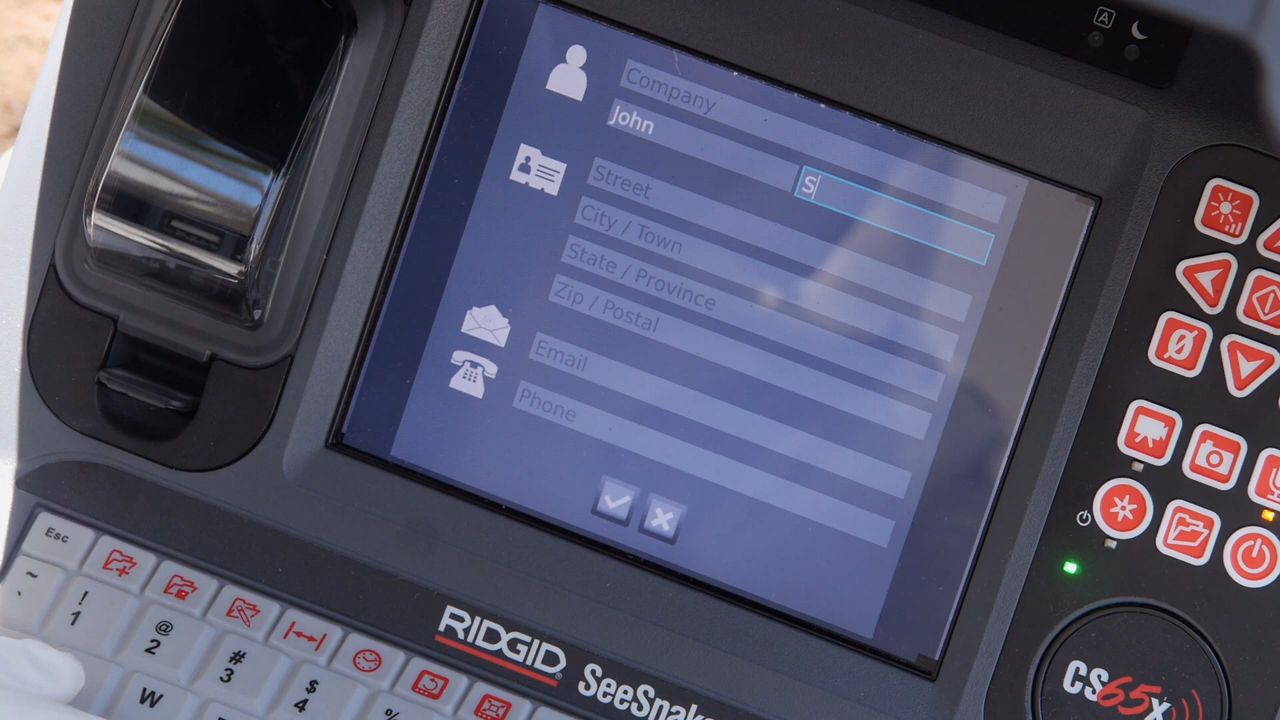 A
Company
John
S
Street
City / Town
State / Province
Zip / Postal
Email
Phone
Esc
~
`
!
1
@
2
#
3
$
4
%
W
RIDGID
SeeSnake
CS65x